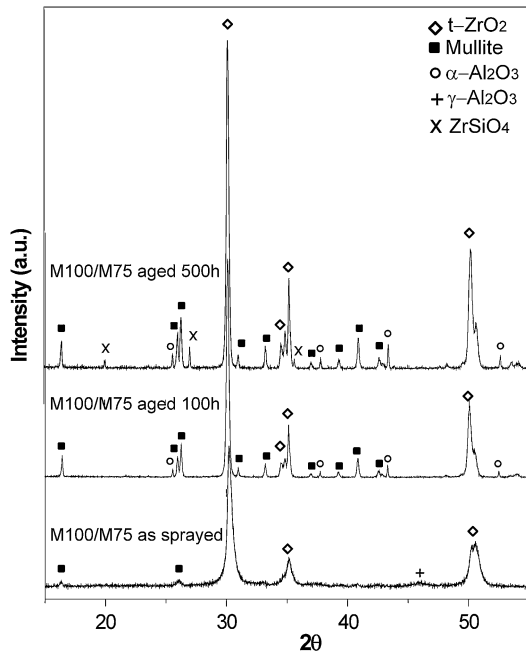 t–ZrO2
Mullite
α–Al2O3
γ–Al2O3
ZrSiO4
Intensity (a.u.)
M100/M75 aged 500h
M100/M75 aged 100h
M100/M75 as sprayed
20 30 40 50
2θ